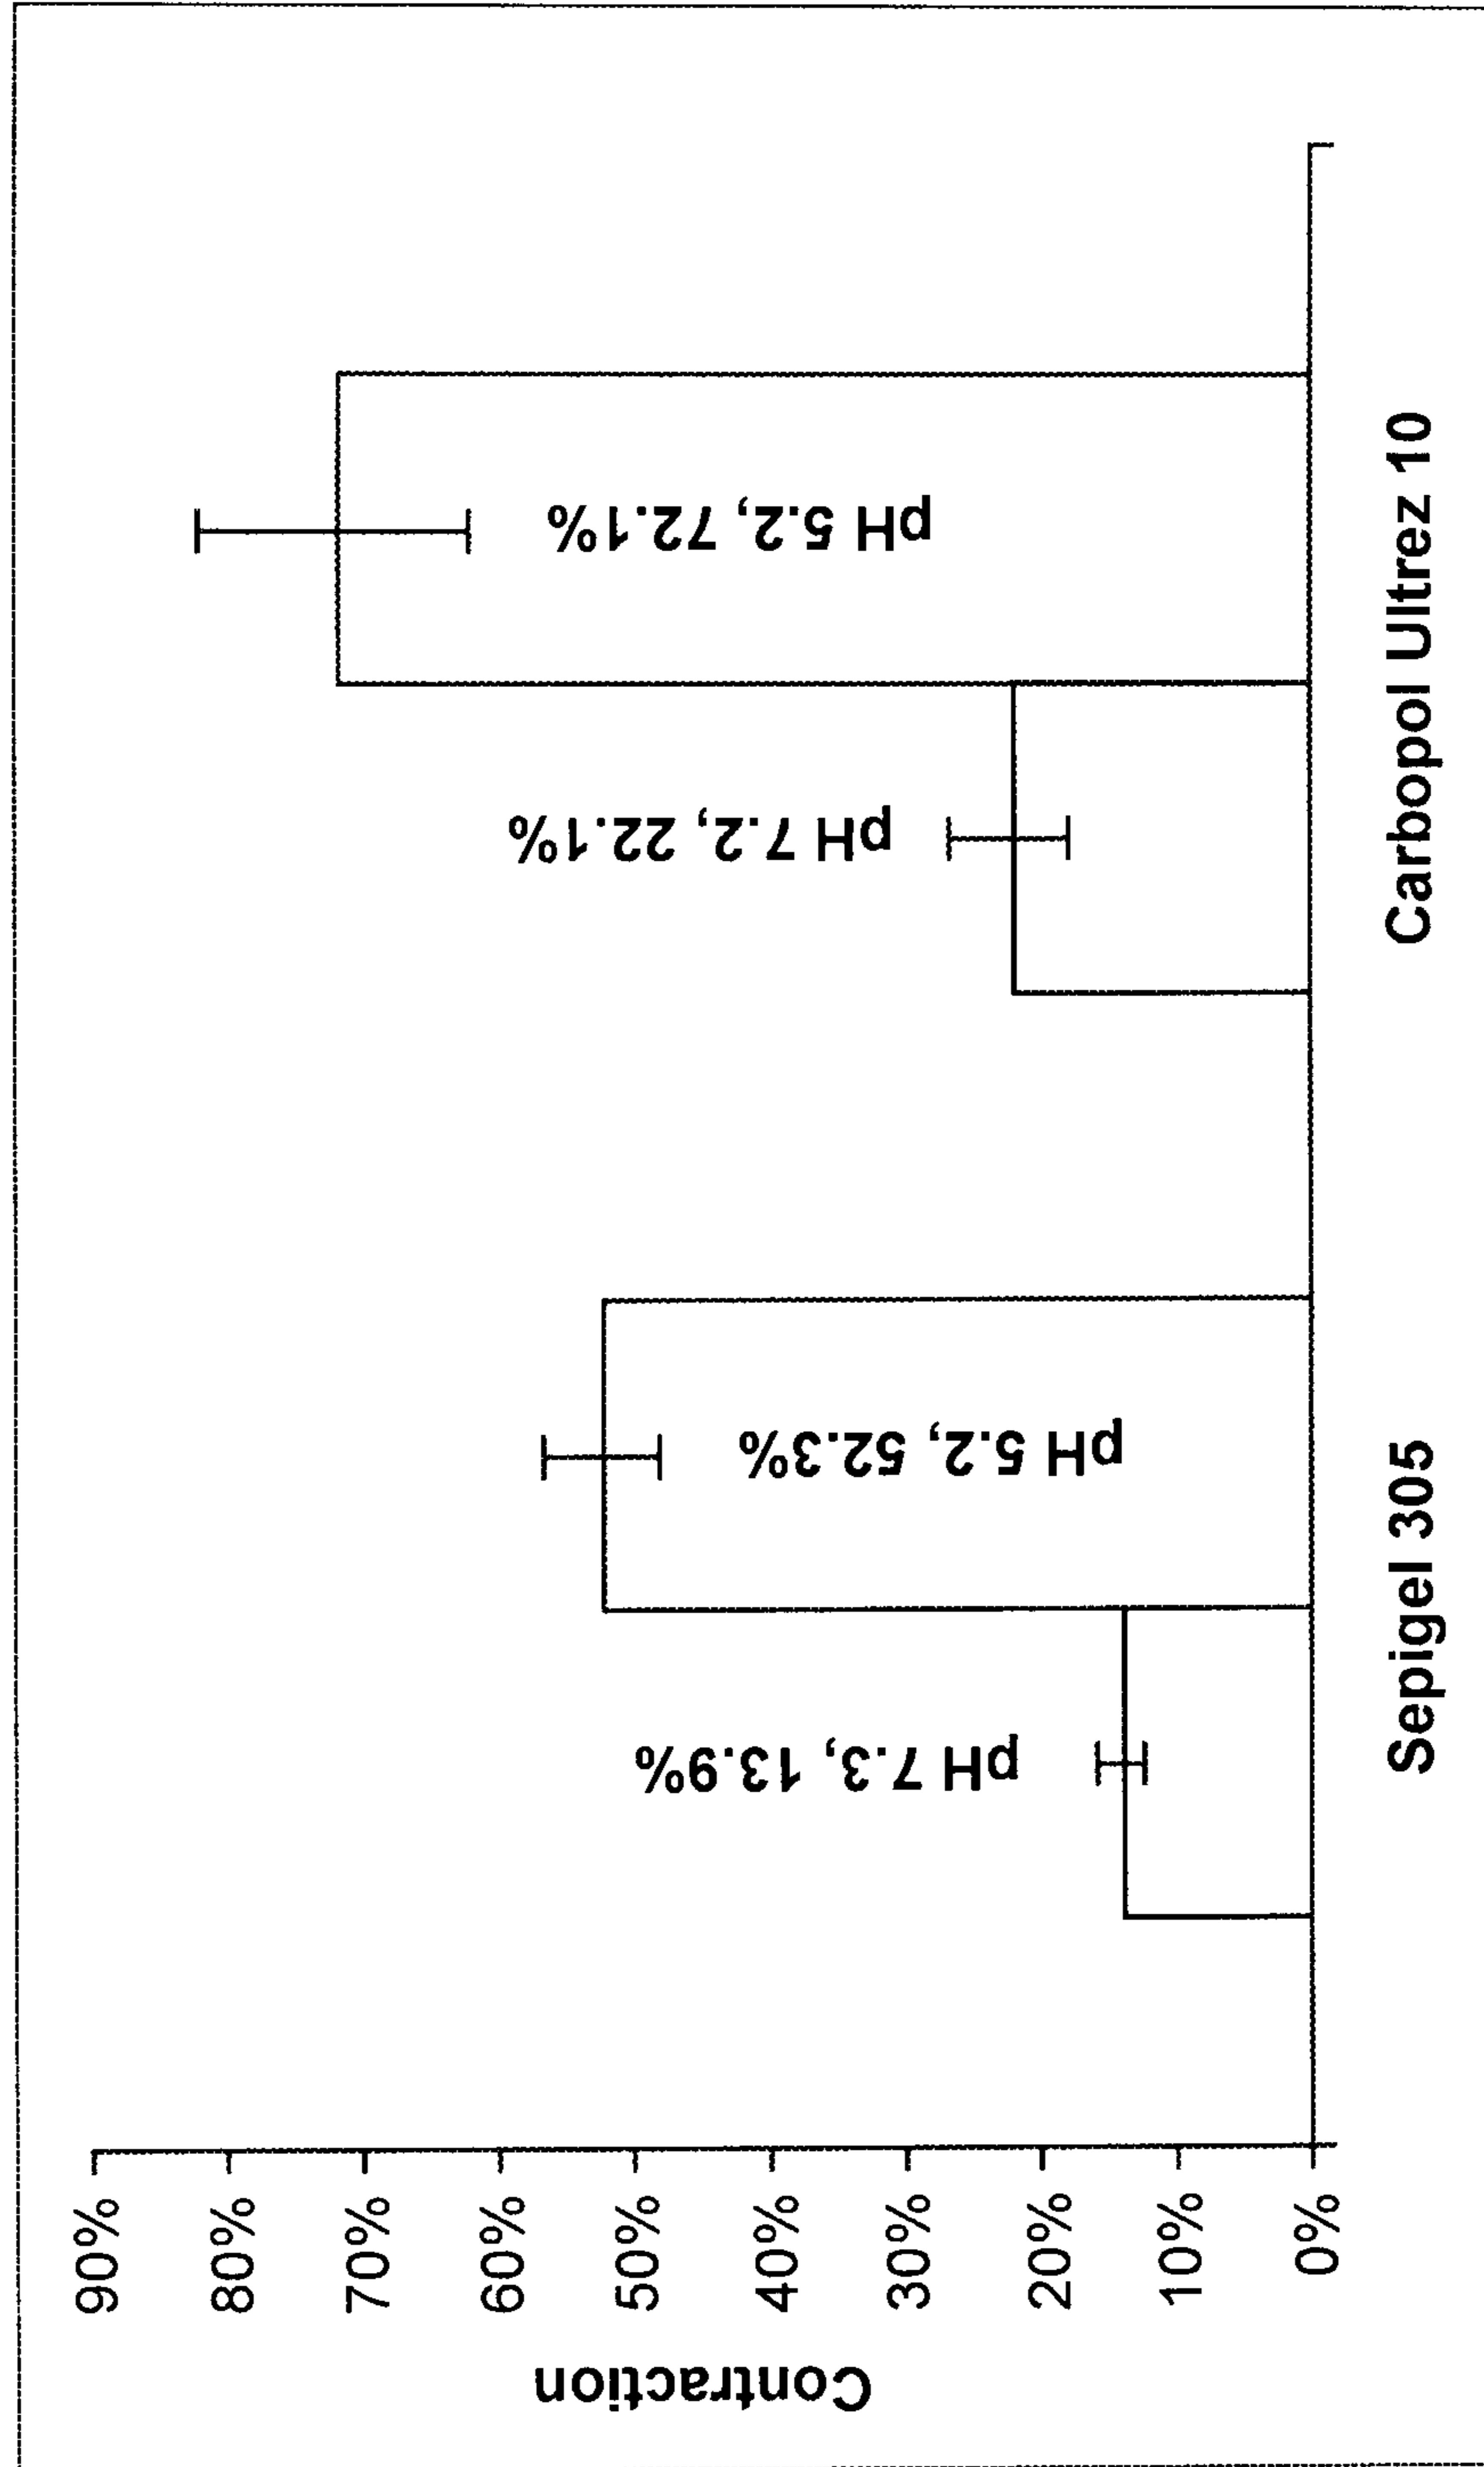 Contraction
90%
80%
70%
60%
50%
40%
30%
20%
10%
0%
pH 7.3, 13.9%
pH 5.2, 52.3%
pH 7.2, 22.1%
pH 5.2, 72.1%
Sepigel 305
Carbopol Ultrez 10